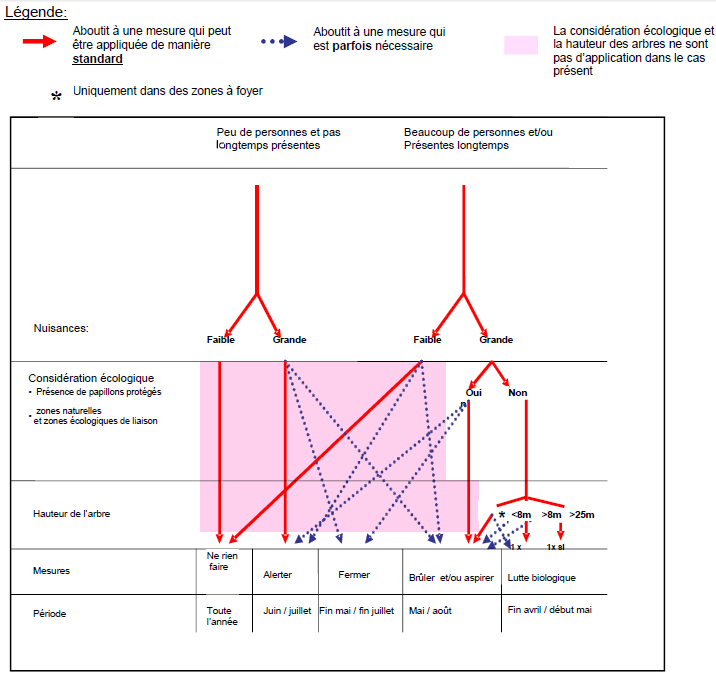 Légende:
Aboutit à une mesure qui peut
être appliquée de manière
standard
Aboutit à une mesure qui
est parfois nécessaire
La considération écologique et
la hauteur des arbres ne sont
pas d'application dans le cas
présent
* Uniquement dans des zones à foyer
Peu de personnes et pas
longtemps présentes
Beaucoup de personnes et/ou
Présentes longtemps
Nuisances:
Faible Grande Faible Grande
Considération écologique
• Présence de papillons protégés
• zones naturelles
et zones écologiques de liaison
Oui Non
Hauteur de l'arbre
* <8m >8m >25m
1 x 1x si
Mesures
Ne rien
faire
Alerter
Fermer
Brûler et/ou aspirer
Lutte biologique
Période
Toute
l'année
Juin / juillet
Fin mai / fin juillet
Mai / août
Fin avril / début mai